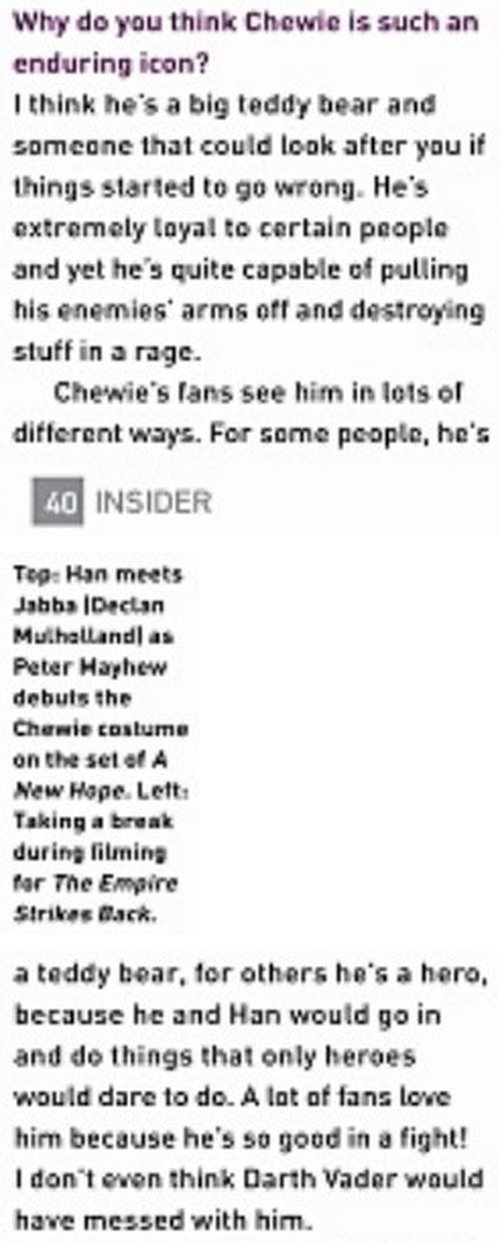 Why do you think Chewie is such an
enduring icon?
I think he's a big teddy bear and
someone that could look after you if
things started to go wrong. He's
extremely loyal to certain people
and yet he's quite capable of pulling
his enemies' arms off and destroying
stuff in a rage.
Chewie's fans see him in lots of
different ways. For some people, he's
40 INSIDER
Top: Han meets
Jabba (Declan
Mulholland) as
Peter Mayhew
debuts the
Chewie costume
on the set of A
New Hope. Left:
Taking a break
during filming
for The Empire
Strikes Back.
a teddy bear, for others he's a hero,
because he and Han would go in
and do things that only heroes
would dare to do. A lot of fans love
him because he's so good in a fight!
I don't even think Darth Vader would
have messed with him.